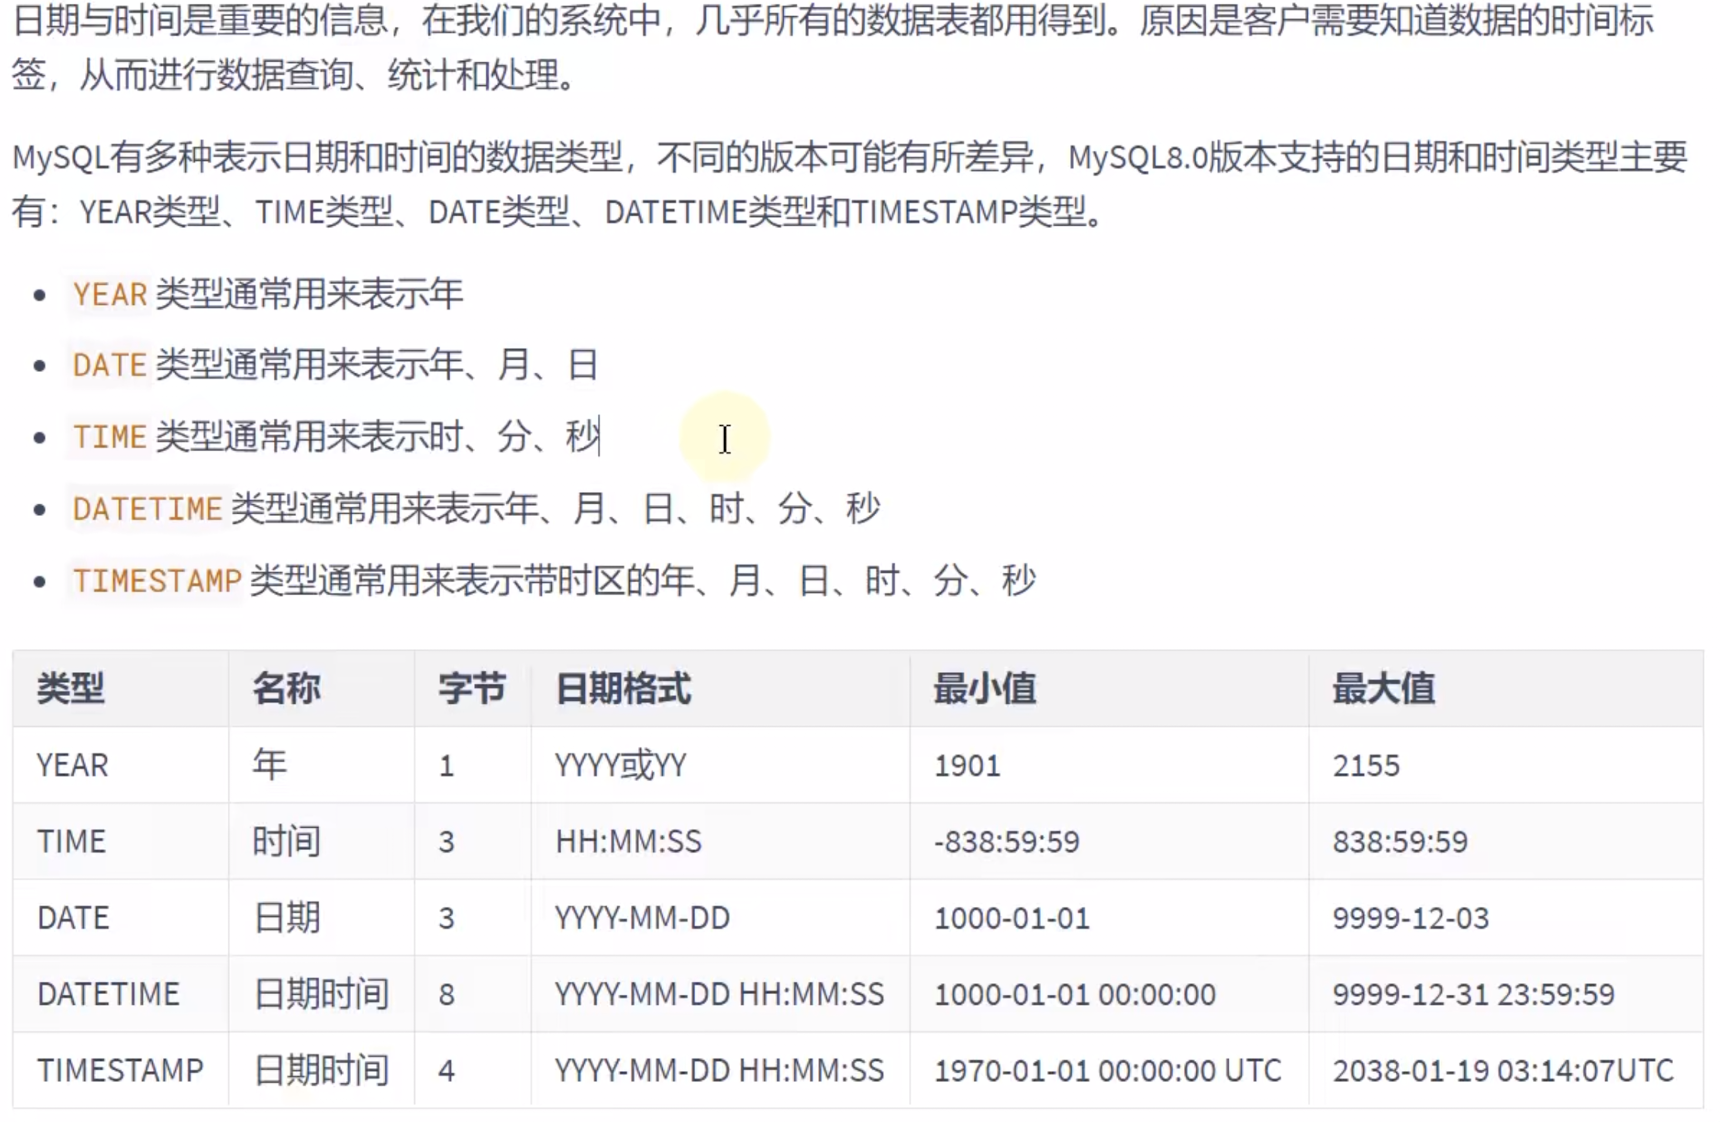 日期与时间是重要的信息，在我们的系统中，几乎所有的数据表都用得到。原因是客户需要知道数据的时间标
签，从而进行数据查询、统计和处理。
MySQL有多种表示日期和时间的数据类型，不同的版本可能有所差异，MySQL8.0版本支持的日期和时间类型主要
有：YEAR类型、TIME类型、DATE类型、DATETIME类型和TIMESTAMP类型。
• YEAR 类型通常用来表示年
• DATE 类型通常用来表示年、月、日
• TIME 类型通常用来表示时、分、秒
• DATETIME 类型通常用来表示年、月、日、时、分、秒
• TIMESTAMP 类型通常用来表示带时区的年、月、日、时、分、秒
类型 名称 字节 日期格式 最小值 最大值
YEAR 年 1 YYYY或YY 1901 2155
TIME 时间 3 HH:MM:SS -838:59:59 838:59:59
DATE 日期 3 YYYY-MM-DD 1000-01-01 9999-12-03
DATETIME 日期时间 8 YYYY-MM-DD HH:MM:SS 1000-01-01 00:00:00 9999-12-31 23:59:59
TIMESTAMP 日期时间 4 YYYY-MM-DD HH:MM:SS 1970-01-01 00:00:00 UTC 2038-01-19 03:14:07UTC